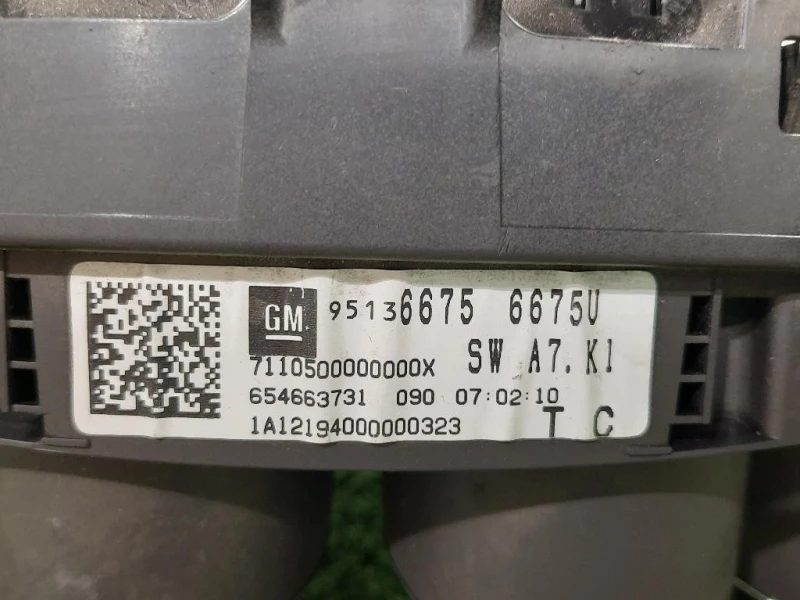 GM 95136675 6675U
7110500000000X SW A7.K1
654663731 090 07:02:10
1A12194000000323 T C